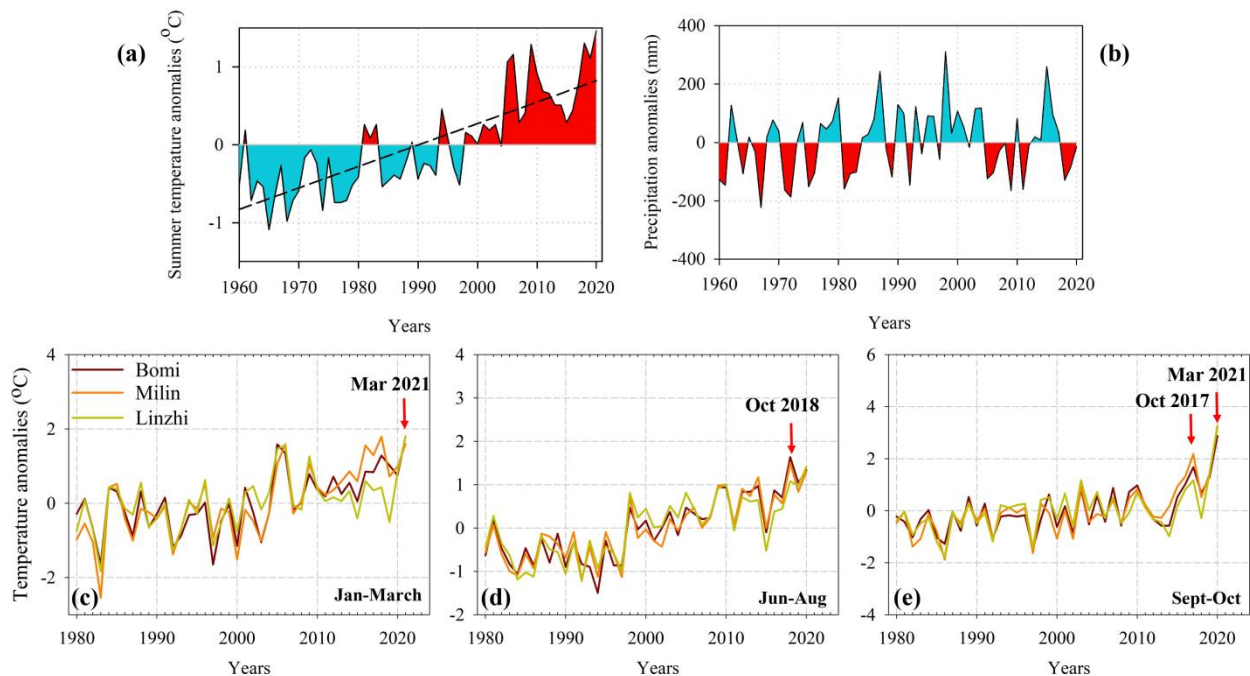 (a)
Summer temperature anomalies (°C)
1
0
-1
1960 1970 1980 1990 2000 2010 2020
Years
(b)
Precipitation anomalies (mm)
400
200
0
-200
-400
1960 1970 1980 1990 2000 2010 2020
Years
Temperature anomalies (°C)
4
2
0
-2
Bomi
Milin
Linzhi
Mar 2021
(c)
Jan-March
1980 1990 2000 2010 2020
Years
4
3
2
1
0
-1
-2
Oct 2018
(d)
Jun-Aug
1980 1990 2000 2010 2020
Years
6
4
2
0
-2
-4
Mar 2021
Oct 2017
(e)
Sept-Oct
1980 1990 2000 2010 2020
Years